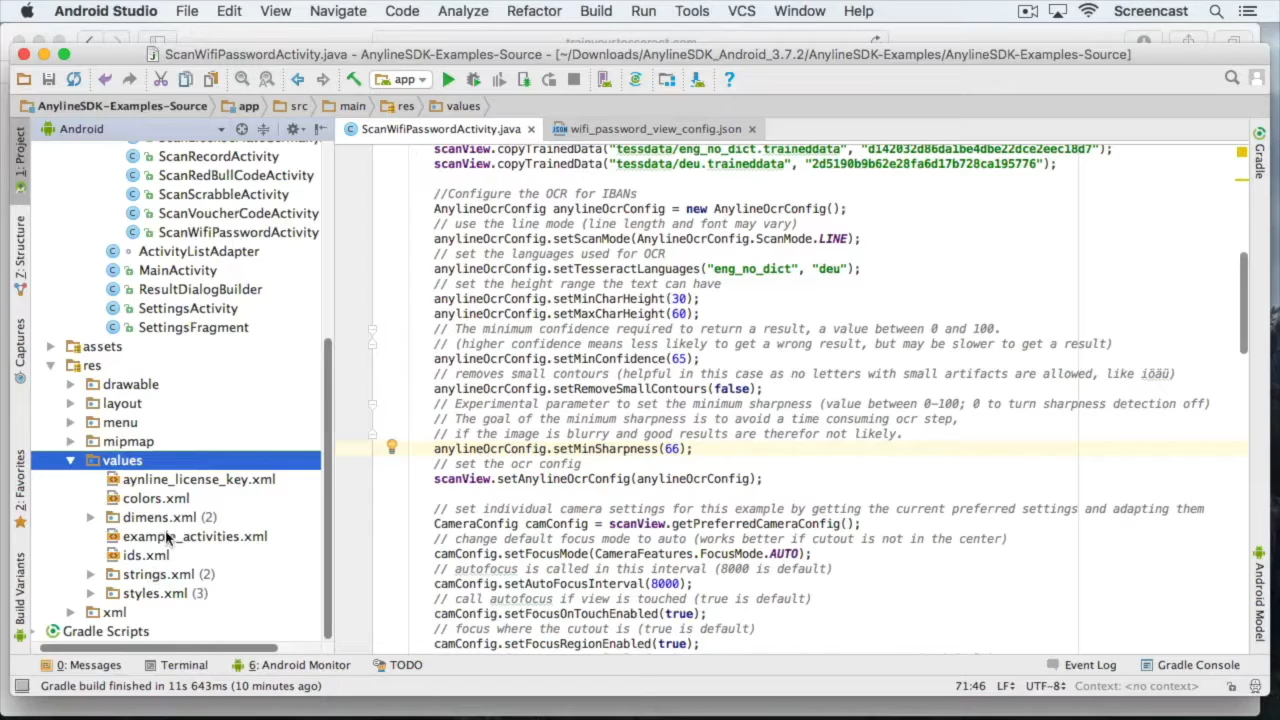 Android Studio File Edit View Navigate Code Analyze Refactor Build Run Tools VCS Window Help Screencast
ScanWifiPasswordActivity.java - AnylineSDK-Examples-Source - [~/Downloads/AnylineSDK_Android_3.7.2/AnylineSDK-Examples/AnylineSDK-Examples-Source]
app
AnylineSDK-Examples-Source app src main res values
Android
ScanWifiPasswordActivity.java wifi_password_view_config.json
1: Project
Z: Structure
Captures
2: Favorites
Build Variants
ScanRecordActivity
ScanRedBullCodeActivity
ScanScrabbleActivity
ScanVoucherCodeActivity
ScanWifiPasswordActivity
ActivityListAdapter
MainActivity
ResultDialogBuilder
SettingsActivity
SettingsFragment
assets
res
drawable
layout
menu
mipmap
values
aynline_license_key.xml
colors.xml
dimens.xml (2)
example_activities.xml
ids.xml
strings.xml (2)
styles.xml (3)
xml
Gradle Scripts
scanView.copyTrainedData("tessdata/eng_no_dict.traineddata", "d142032d86da1be4dbe22dce2eec18d7");
scanView.copyTrainedData("tessdata/deu.traineddata", "2d5190b9b62e28fa6d17b728ca195776");
//Configure the OCR for IBANs
AnylineOcrConfig anylineOcrConfig = new AnylineOcrConfig();
// use the line mode (line length and font may vary)
anylineOcrConfig.setScanMode(AnylineOcrConfig.ScanMode.LINE);
// set the languages used for OCR
anylineOcrConfig.setTesseractLanguages("eng_no_dict", "deu");
// set the height range the text can have
anylineOcrConfig.setMinCharHeight(30);
anylineOcrConfig.setMaxCharHeight(60);
// The minimum confidence required to return a result, a value between 0 and 100.
// (higher confidence means less likely to get a wrong result, but may be slower to get a result)
anylineOcrConfig.setMinConfidence(65);
// removes small contours (helpful in this case as no letters with small artifacts are allowed, like iöäü)
anylineOcrConfig.setRemoveSmallContours(false);
// Experimental parameter to set the minimum sharpness (value between 0-100; 0 to turn sharpness detection off)
// The goal of the minimum sharpness is to avoid a time consuming ocr step,
// if the image is blurry and good results are therefor not likely.
anylineOcrConfig.setMinSharpness(66);
// set the ocr config
scanView.setAnylineOcrConfig(anylineOcrConfig);
// set individual camera settings for this example by getting the current preferred settings and adapting them
CameraConfig camConfig = scanView.getPreferredCameraConfig();
// change default focus mode to auto (works better if cutout is not in the center)
camConfig.setFocusMode(CameraFeatures.FocusMode.AUTO);
// autofocus is called in this interval (8000 is default)
camConfig.setAutoFocusInterval(8000);
// call autofocus if view is touched (true is default)
camConfig.setFocusOnTouchEnabled(true);
// focus where the cutout is (true is default)
camConfig.setFocusRegionEnabled(true);
Gradle
Android Model
0: Messages Terminal 6: Android Monitor TODO Event Log Gradle Console
Gradle build finished in 11s 643ms (10 minutes ago) 71:46 LF UTF-8 Context: <no context>